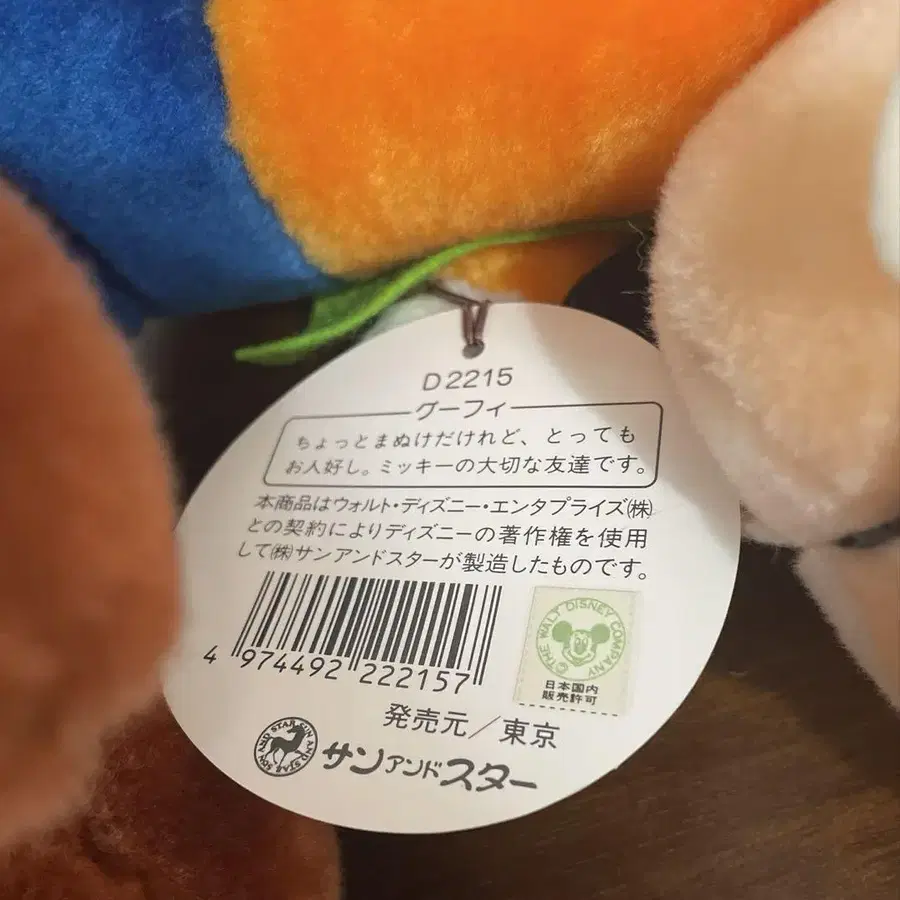 D2215
グーフィ
ちょっとまぬけだけれど、とっても
お人好し。ミッキーの大切な友達です。
本商品はウォルト・ディズニー・エンタプライズ㈱
との契約によりディズニーの著作権を使用
して㈱サンアンドスターが製造したものです。
4 974492 222157
© THE WALT DISNEY COMPANY
日本国内
販売許可
発売元／東京
SUN AND STAR SUN AND STAR
サンアンドスター